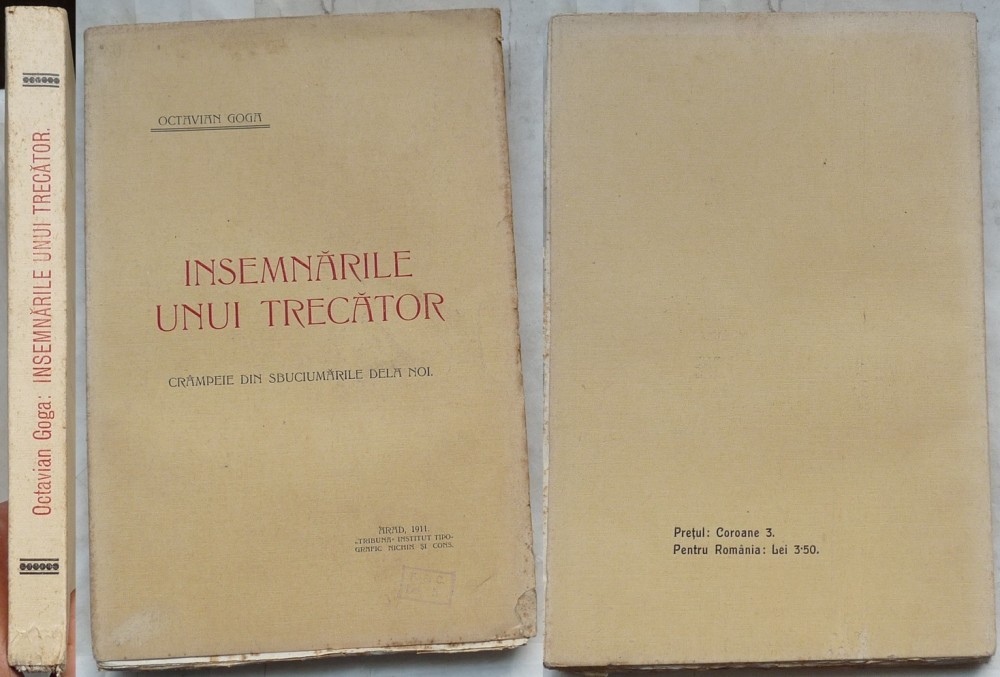 Octavian Goga: INSEMNĂRILE UNUI TRECĂTOR.
OCTAVIAN GOGA
INSEMNĂRILE
UNUI TRECĂTOR
CRÂMPEIE DIN SBUCIUMĂRILE DELA NOI.
ARAD, 1911.
„TRIBUNA“ INSTITUT TIPO-
GRAFIC NICHIN ȘI CONS.
Prețul: Coroane 3.
Pentru România: Lei 3·50.